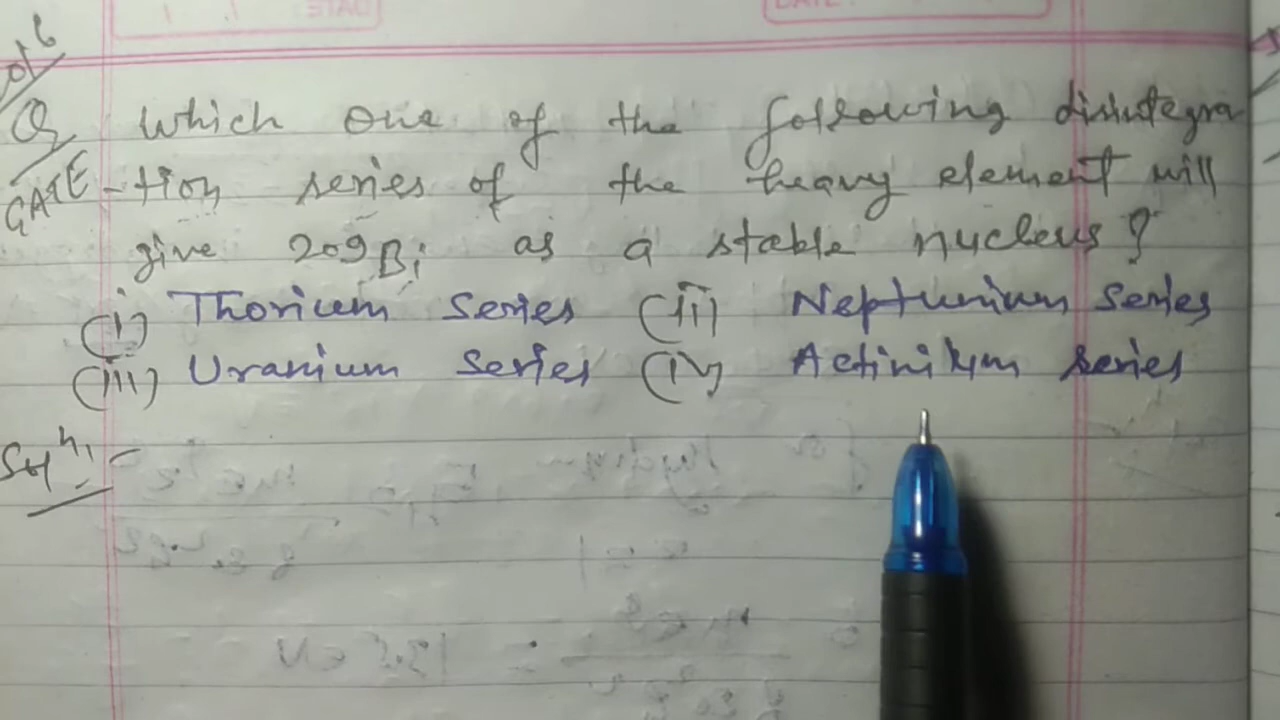 Q Which one of the following disintegra
GATE -tion series of the heavy element will
give 209Bi as a stable nucleus?
(i) Thorium series (ii) Neptunium series
(iii) Uranium series (iv) Actinium series
Solⁿ:-